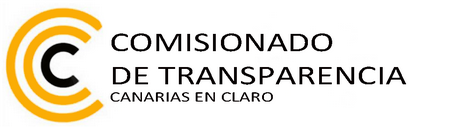 C
COMISIONADO
DE TRANSPARENCIA
CANARIAS EN CLARO